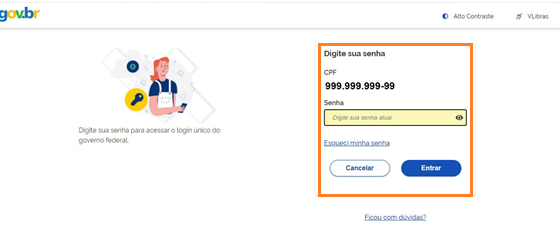 gov.br
Alto Contraste
VLibras
Digite sua senha
CPF
999.999.999-99
Senha
Digite sua senha atual
Esqueci minha senha
Cancelar
Entrar
Digite sua senha para acessar o login único do
governo federal.
Ficou com dúvidas?